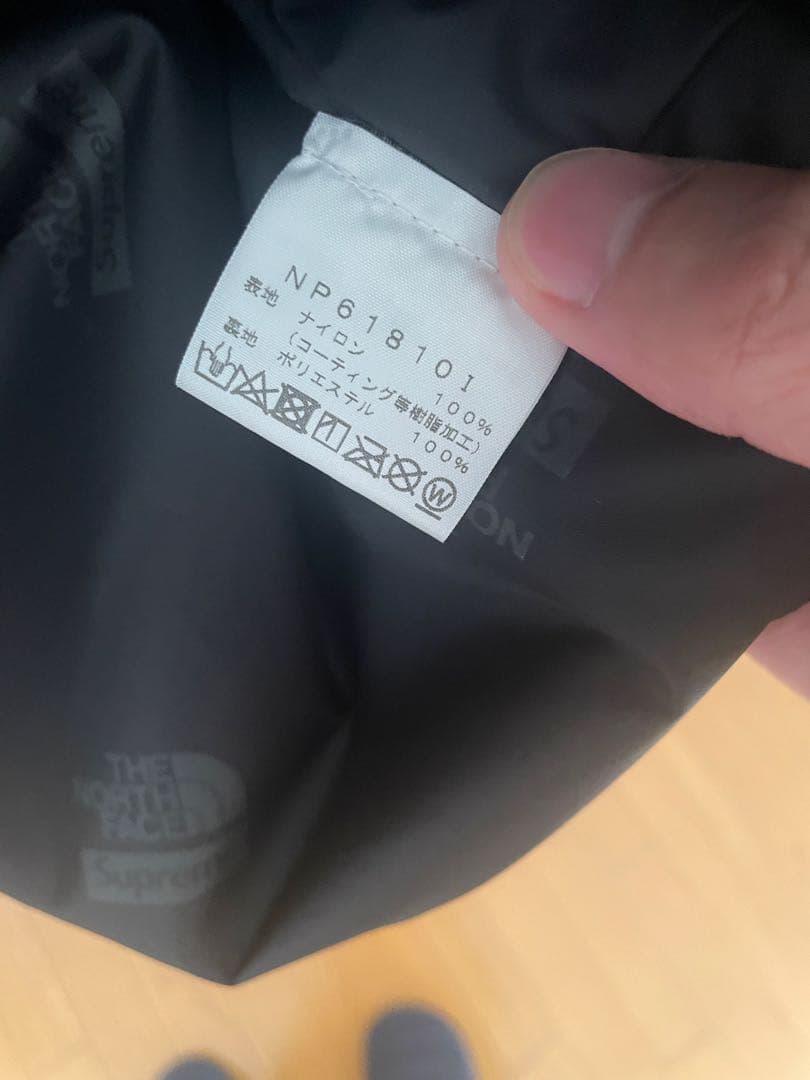 NP61810I
表地 ナイロン 100%
(コーティング等樹脂加工)
裏地 ポリエステル 100%
W
THE
NORTH
FACE
Supreme